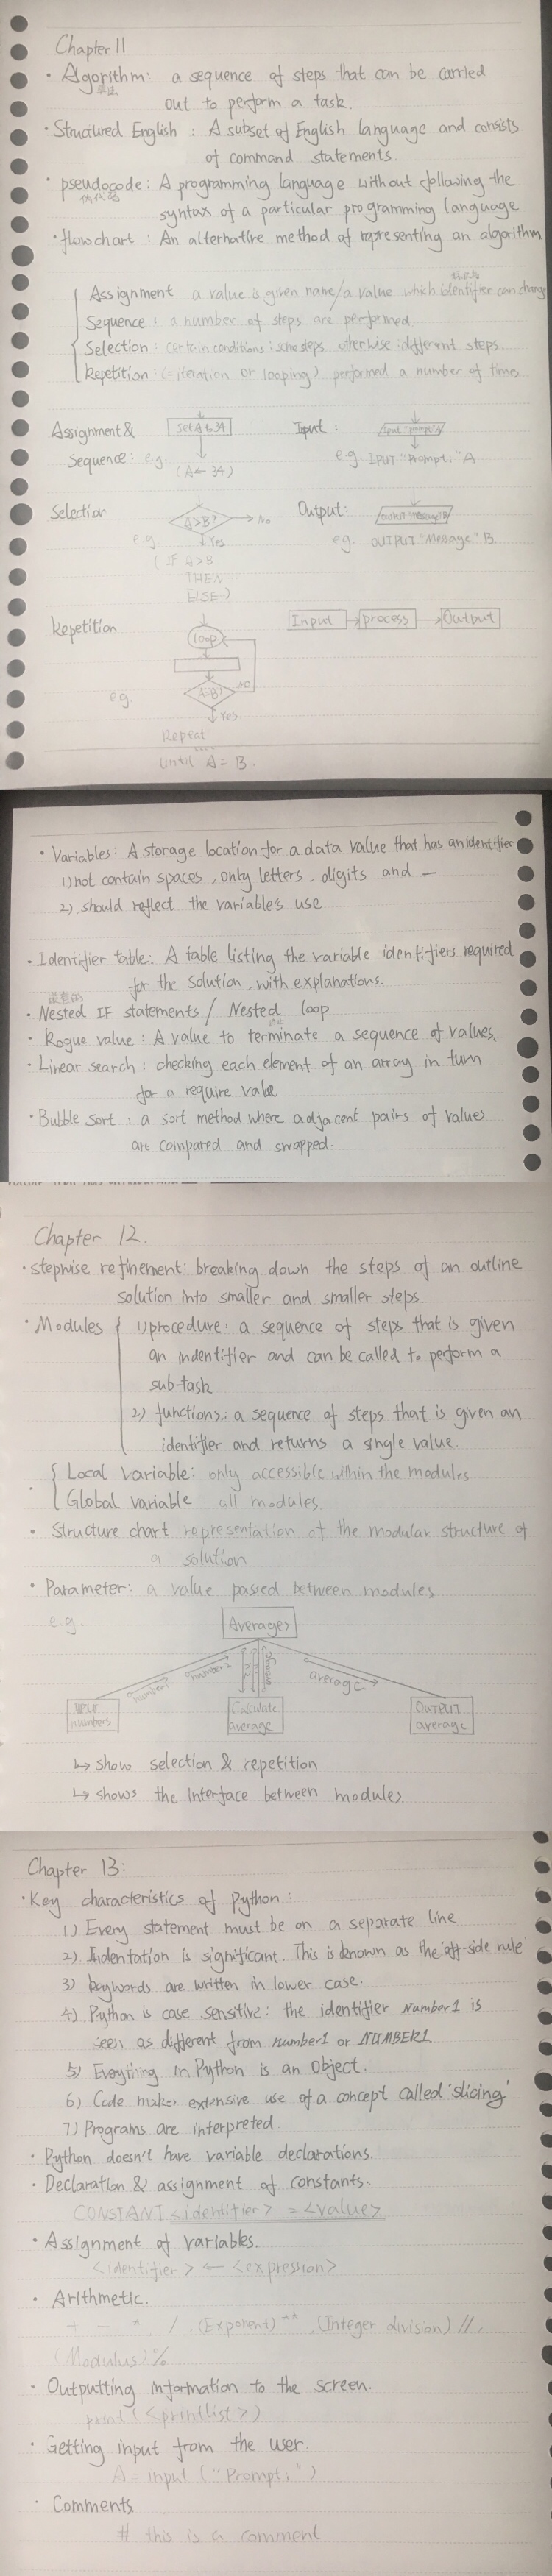 Chapter 11
· Algorithm: a sequence of steps that can be carried
算法
out to perform a task.
· Structured English : A subset of English language and consists
of command statements.
· pseudocode: A programming language without following the
伪代码
syntax of a particular programming language
· flowchart : An alternative method of representing an algorithm
Assignment a value is given name/a value which identifier can change
Sequence : a number of steps are performed
Selection : certain conditions : some steps otherwise different steps
Repetition : (= iteration or looping) performed a number of times
Assignment & Set A to 34 Input :
Sequence: e.g (A ← 34) e.g. IPUT "Prompt: " A
Selection A>B? No Output: OUTPUT "Message" B
e.g Yes e.g. OUTPUT "Message" B
( IF A>B
THEN
ELSE )
Repetition loop Input → process → Output
e.g. A=B? NO
Yes
Repeat
Until A = B.
· Variables : A storage location for a data value that has an identifier
1) not contain spaces , only letters , digits and _
2) should reflect the variable's use
· Identifier table : A table listing the variable identifiers required
for the solution , with explanations.
· Nested IF statements / Nested loop
· Rogue value : A value to terminate a sequence of values
· Linear search : checking each element of an array in turn
for a require value
· Bubble sort : a sort method where adjacent pairs of values
are compared and swapped.
Chapter 12.
· stepwise refinement : breaking down the steps of an outline
solution into smaller and smaller steps.
· Modules { 1) procedure : a sequence of steps that is given
an indentifier and can be called to perform a
sub-task
2) functions : a sequence of steps that is given an
identifier and returns a single value.
· { Local variable : only accessible within the modules
Global variable all modules
· Structure chart representation of the modular structure of
a solution
· Parameter : a value passed between modules
e.g Averages
number1 number2 average
numbers Calculate average OUTPUT average
↳ show selection & repetition
↳ shows the Interface between modules
Chapter 13:
· Key characteristics of Python :
1) Every statement must be on a separate line
2) Indentation is significant. This is known as the 'off-side rule'
3) keywords are written in lower case.
4) Python is case sensitive : the identifier Number1 is
seen as different from number1 or NUMBER1
5) Everything in Python is an Object.
6) Code makes extensive use of a concept called 'slicing'
7) Programs are interpreted.
· Python doesn't have variable declarations.
· Declaration & assignment of constants.
CONSTANT <identifier> = <value>
· Assignment of variables.
<identifier> ← <expression>
· Arithmetic.
+ - * / (Exponent) ** , (Integer division) // ,
(Modulus) %
· Outputting information to the screen.
print (<printlist>)
· Getting input from the user.
A = input ("Prompt: ")
· Comments
# this is a comment